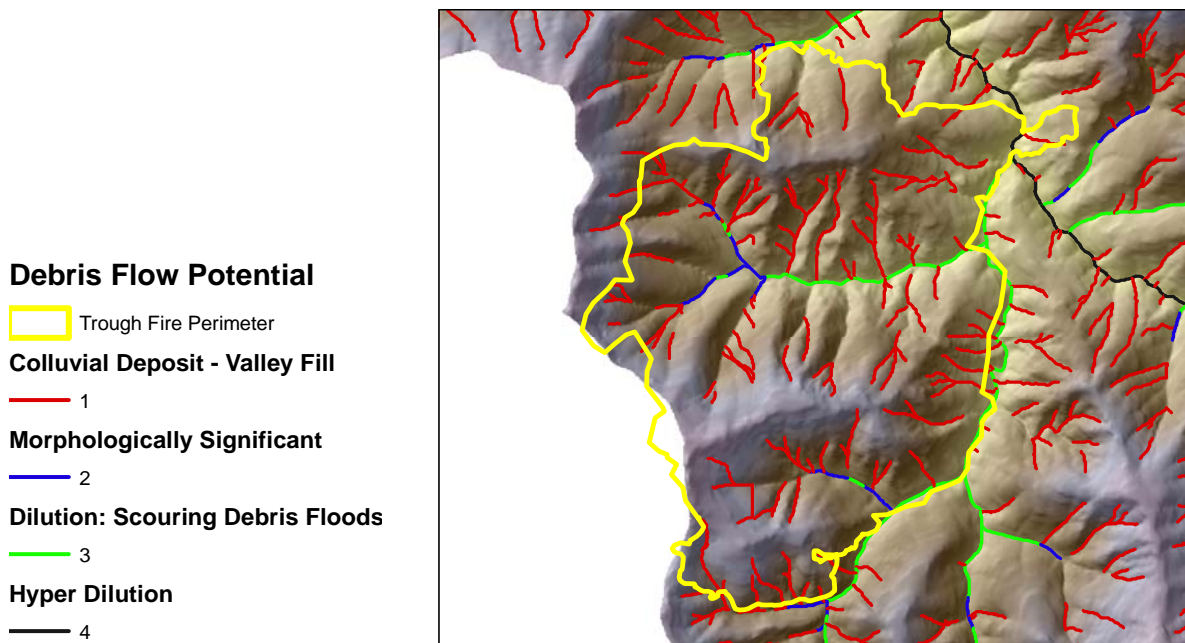 Debris Flow Potential
Trough Fire Perimeter
Colluvial Deposit - Valley Fill
1
Morphologically Significant
2
Dilution: Scouring Debris Floods
3
Hyper Dilution
4